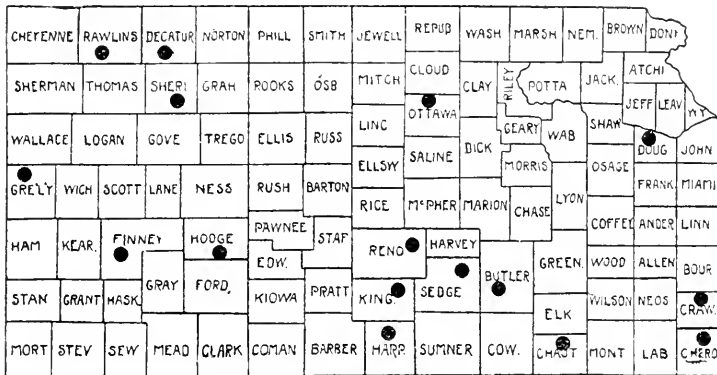 CHEYENNE RAWLINS DECATUR NORTON PHILL SMITH JEWELL REPUB WASH MARSH NEM. BROWN DONI
SHERMAN THOMAS SHERI GRAH ROOKS OSB MITCH CLOUD CLAY RILEY POTTA JACK. ATCHI
OTTAWA JEFF LEAV WY
WALLACE LOGAN GOVE TREGO ELLIS RUSS LINC GEARY WAB SHAW DOUG JOHN
ELLSW SALINE DICK MORRIS OSAGE
GRE'LY WICH SCOTT LANE NESS RUSH BARTON FRANK MIAMI
RICE McPHER MARION CHASE LYON
HAM KEAR. FINNEY HODGE PAWNEE STAF RENO HARVEY COFFEY ANDER LINN
EDW. BUTLER GREEN. WOOD ALLEN BOUR
STAN GRANT HASK. GRAY FORD. KIOWA PRATT KING. SEDGE WILSON NEOS CRAW.
ELK
MORT STEV SEW MEAD CLARK COMAN BARBER HARP. SUMNER COW. CHAUT MONT LAB CHERO